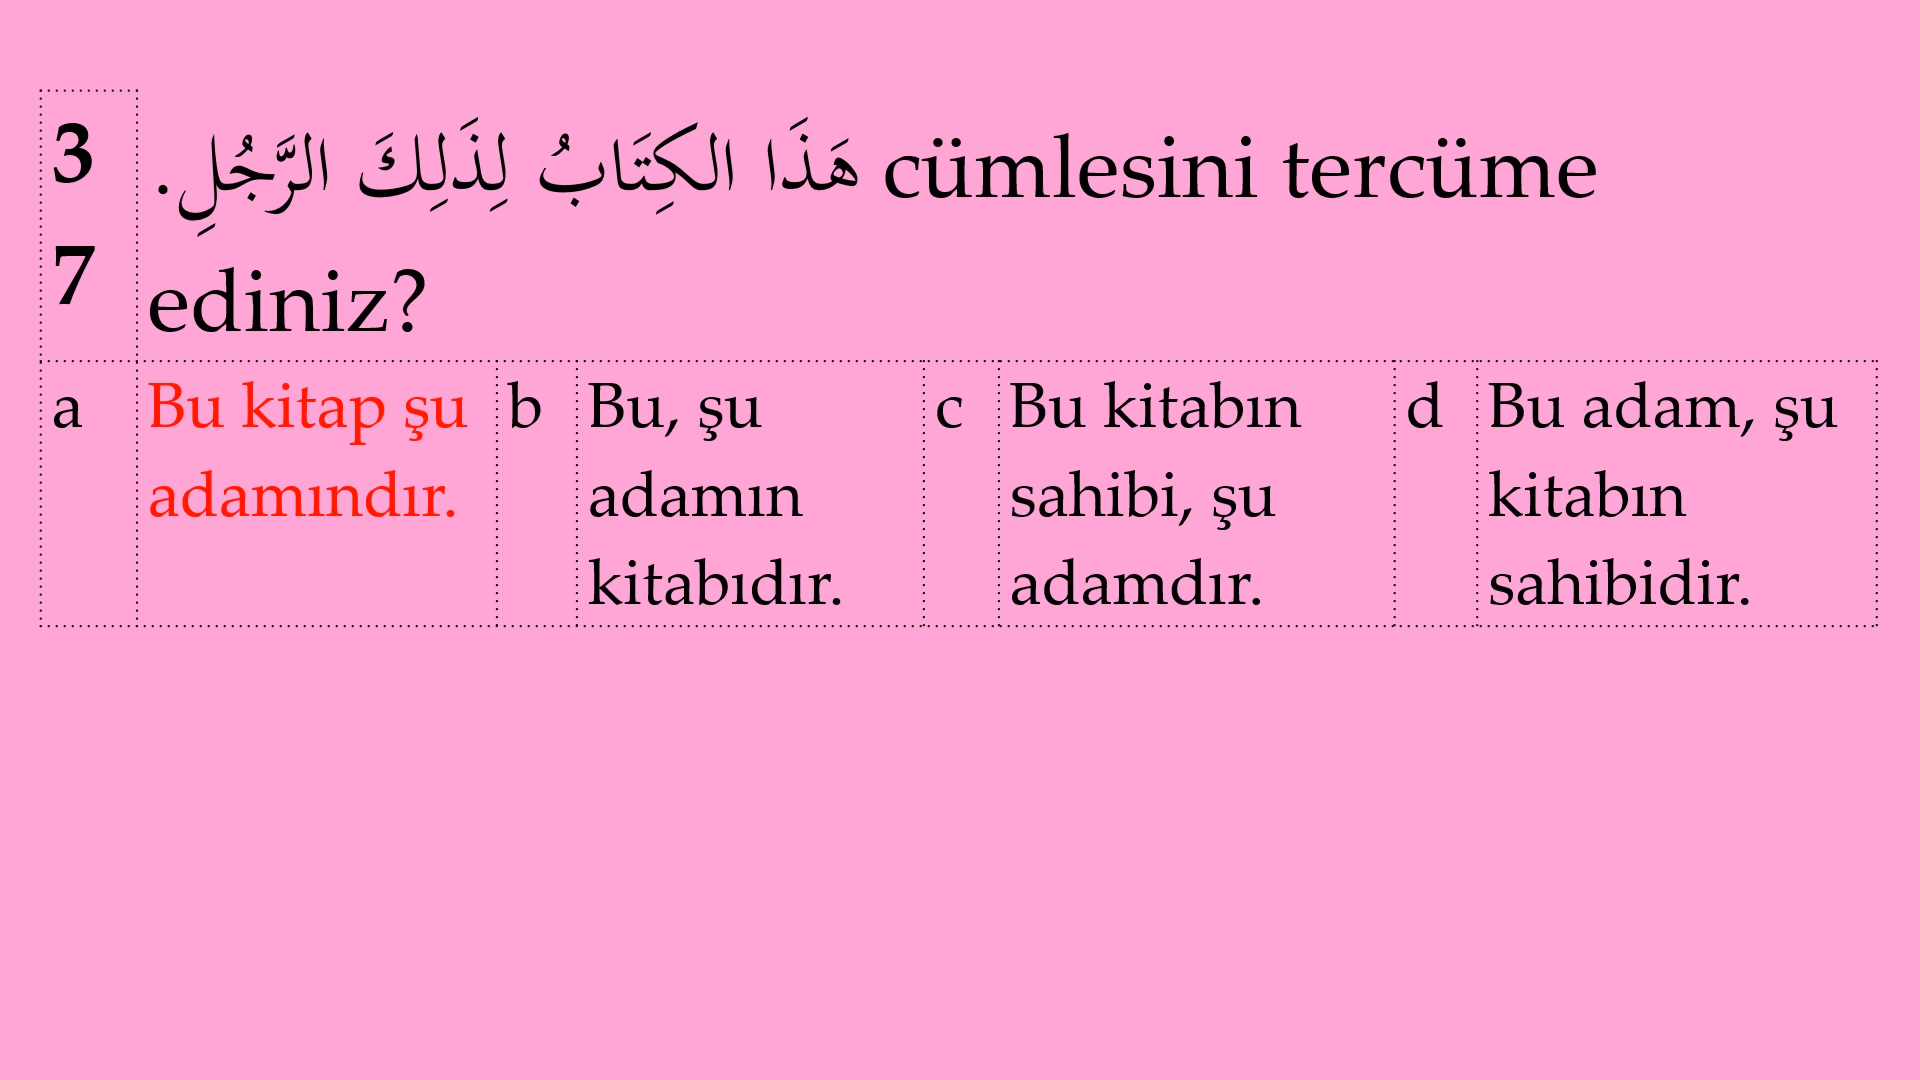 37
هَذَا الكِتَابُ لِذَلِكَ الرَّجُلِ. cümlesini tercüme
ediniz?
a
Bu kitap şu
adamındır.
b
Bu, şu
adamın
kitabıdır.
c
Bu kitabın
sahibi, şu
adamdır.
d
Bu adam, şu
kitabın
sahibidir.